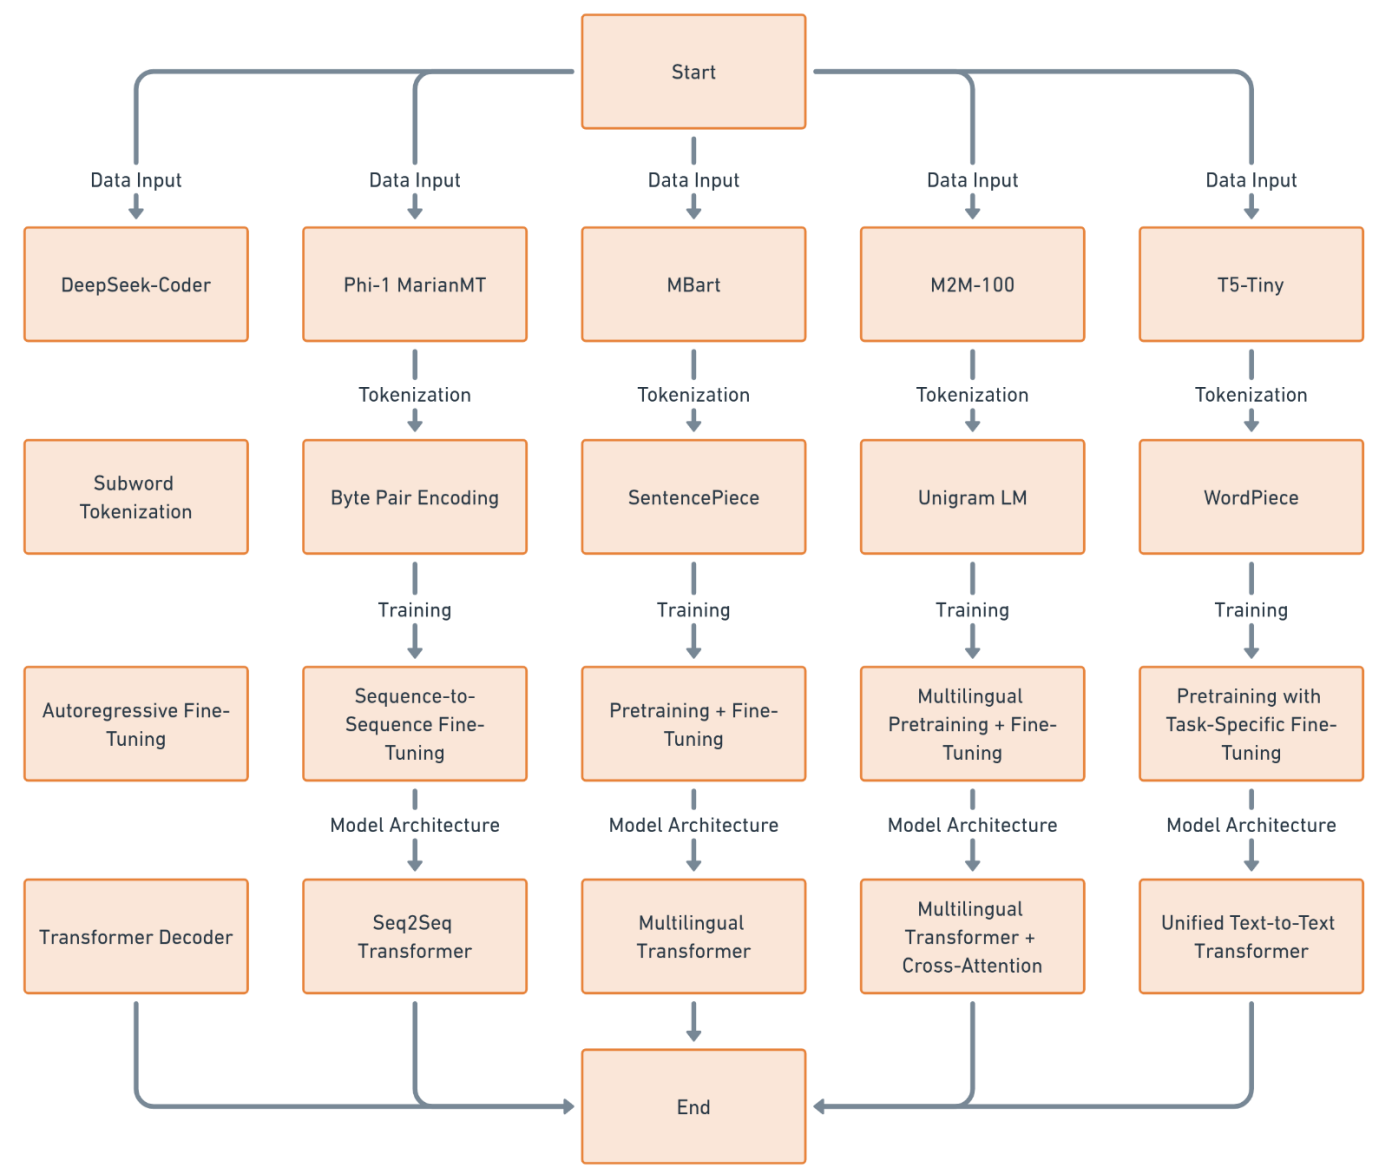 Start
Data Input
Data Input
Data Input
Data Input
Data Input
DeepSeek-Coder
Phi-1 MarianMT
MBart
M2M-100
T5-Tiny
Tokenization
Tokenization
Tokenization
Tokenization
Subword
Tokenization
Byte Pair Encoding
SentencePiece
Unigram LM
WordPiece
Training
Training
Training
Training
Autoregressive Fine-
Tuning
Sequence-to-
Sequence Fine-
Tuning
Pretraining + Fine-
Tuning
Multilingual
Pretraining + Fine-
Tuning
Pretraining with
Task-Specific Fine-
Tuning
Model Architecture
Model Architecture
Model Architecture
Model Architecture
Transformer Decoder
Seq2Seq
Transformer
Multilingual
Transformer
Multilingual
Transformer +
Cross-Attention
Unified Text-to-Text
Transformer
End